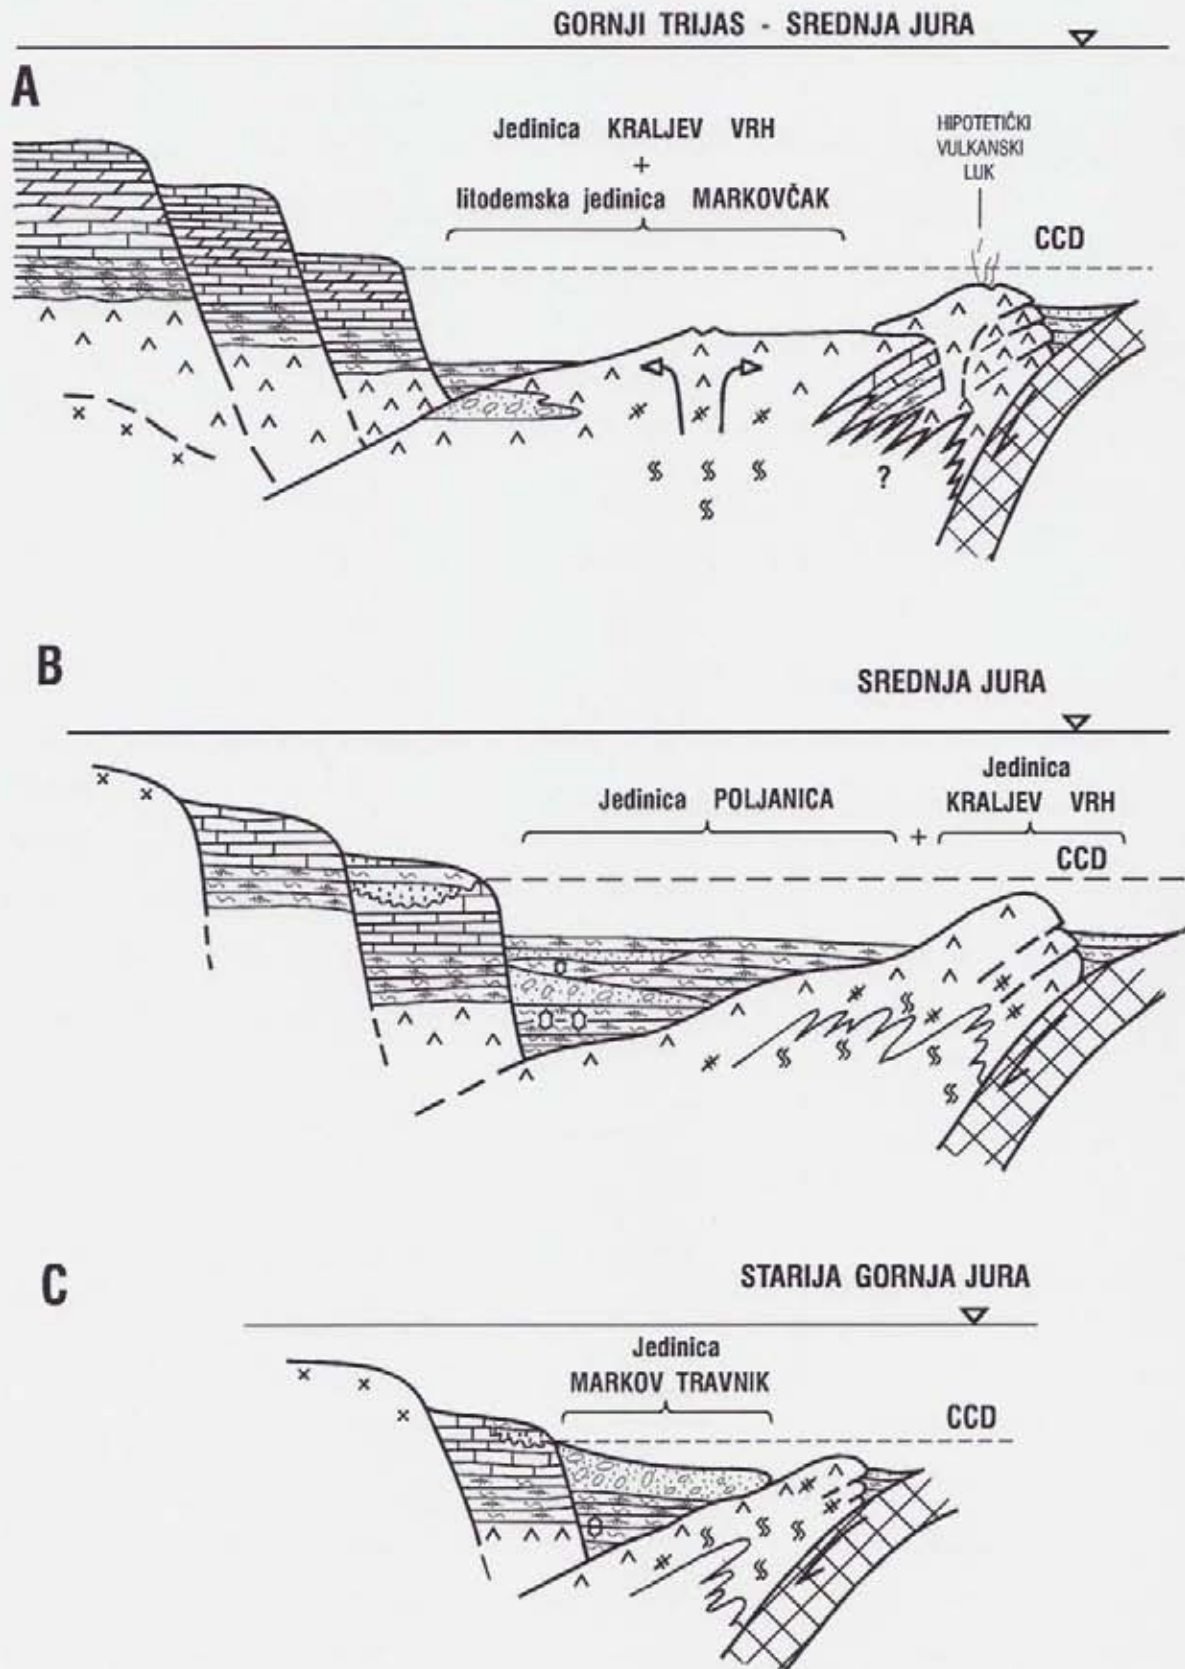 GORNJI TRIJAS - SREDNJA JURA
A
Jedinica KRALJEV VRH
+
litodemska jedinica MARKOVČAK
HIPOTETIČKI
VULKANSKI
LUK
CCD
?
B
SREDNJA JURA
Jedinica POLJANICA
+
Jedinica
KRALJEV VRH
CCD
C
STARIJA GORNJA JURA
Jedinica
MARKOV TRAVNIK
CCD